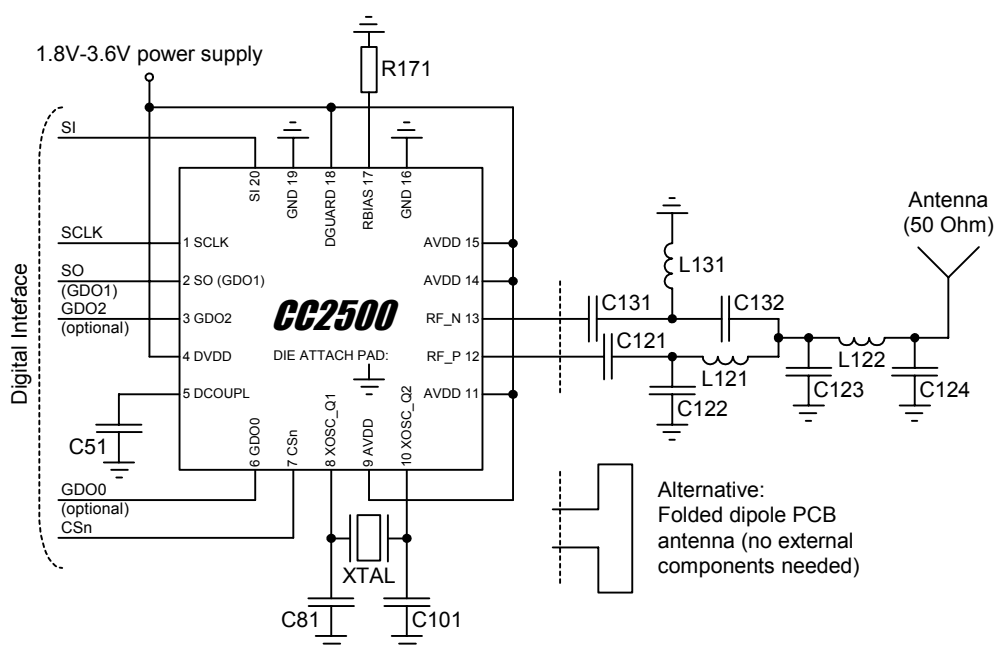 1.8V-3.6V power supply
R171
SI
SI 20
GND 19
DGUARD 18
RBIAS 17
GND 16
Antenna
(50 Ohm)
Digital Inteface
SCLK
1 SCLK
AVDD 15
SO
(GDO1)
2 SO (GDO1)
AVDD 14
L131
GDO2
(optional)
3 GDO2
CC2500
RF_N 13
C131
C132
4 DVDD
DIE ATTACH PAD:
RF_P 12
C121
L121
L122
C123
C124
5 DCOUPL
AVDD 11
C122
C51
6 GDO0
7 CSn
8 XOSC_Q1
9 AVDD
10 XOSC_Q2
GDO0
(optional)
CSn
XTAL
C81
C101
Alternative:
Folded dipole PCB
antenna (no external
components needed)